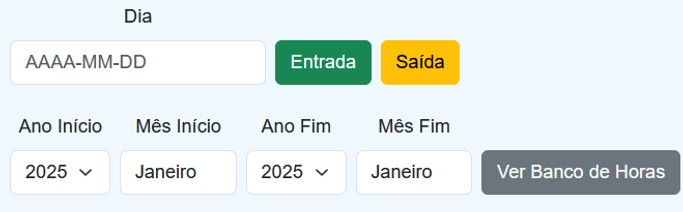 Dia
AAAA-MM-DD Entrada Saída
Ano Início Mês Início Ano Fim Mês Fim
2025 Janeiro 2025 Janeiro Ver Banco de Horas